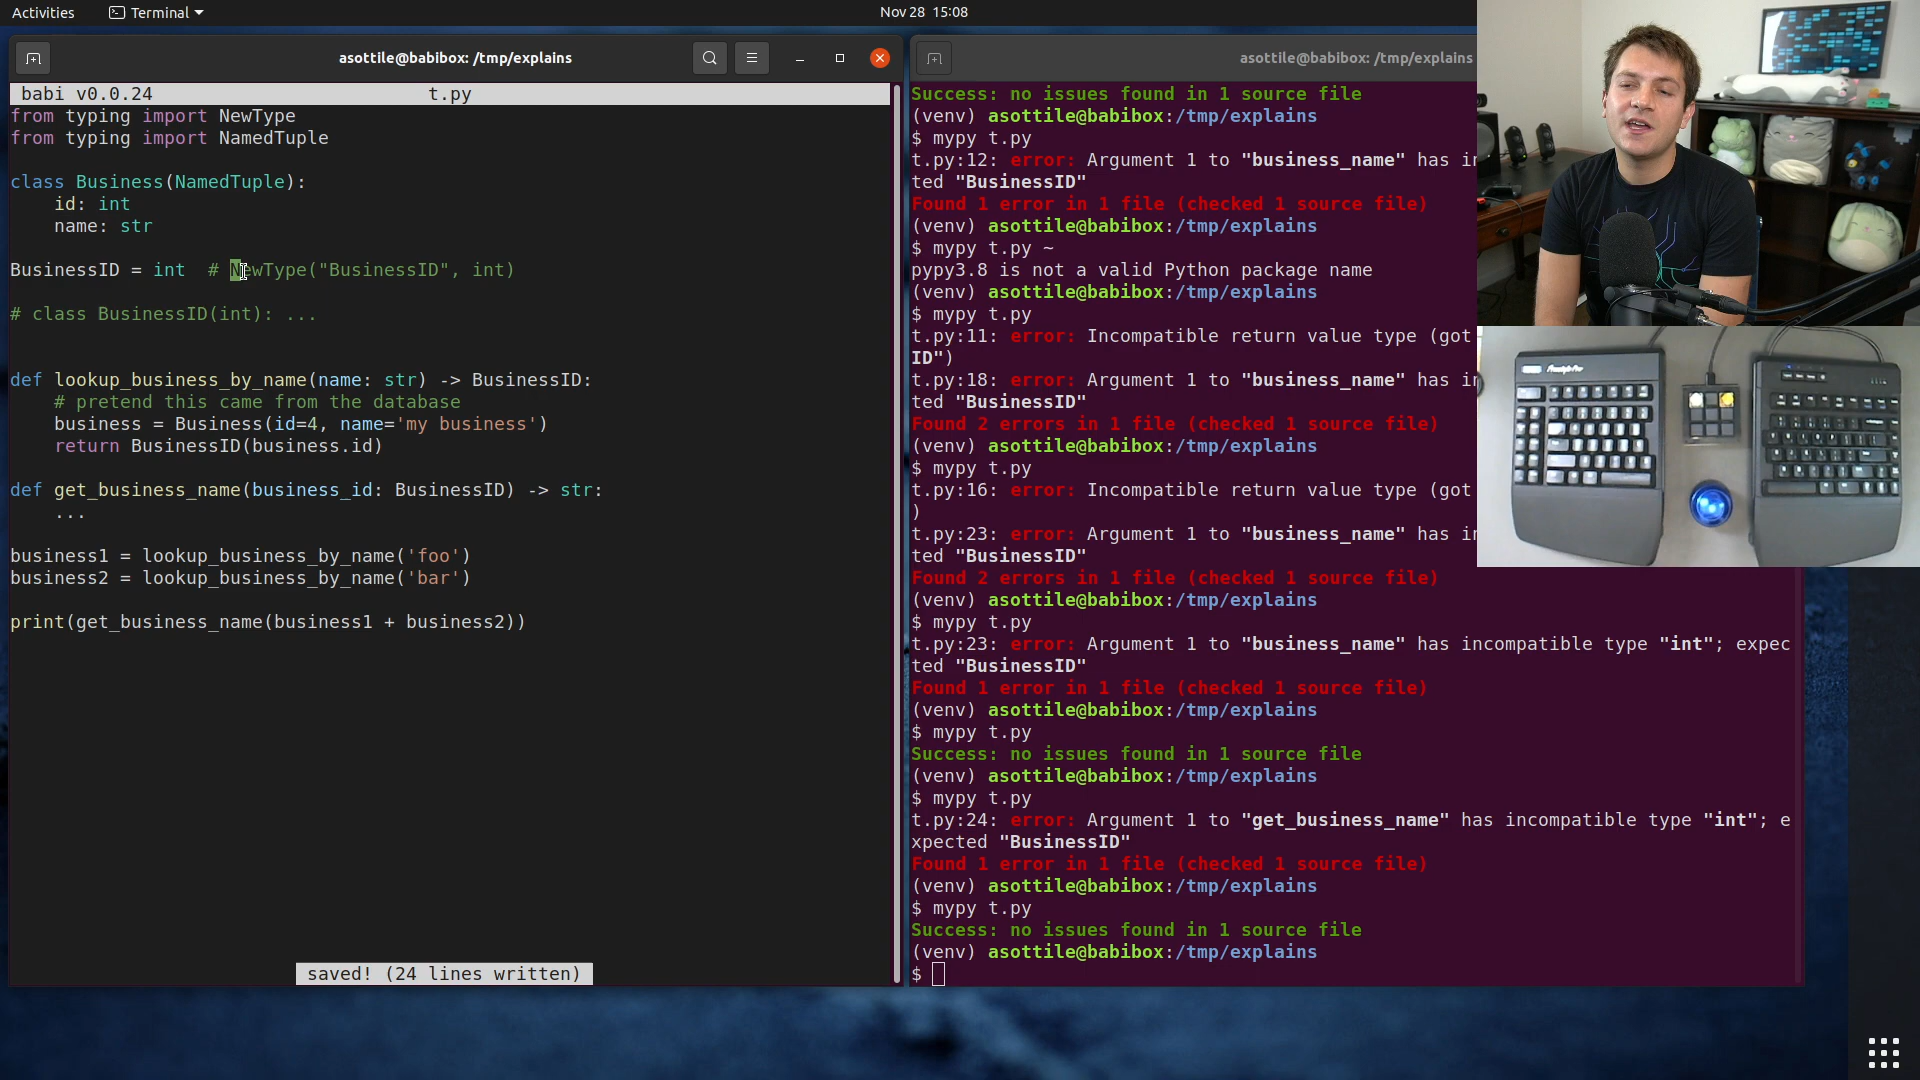 Activities
Terminal
Nov 28 15:08
asottile@babibox: /tmp/explains
babi v0.0.24
t.py
from typing import NewType
from typing import NamedTuple
class Business(NamedTuple):
id: int
name: str
BusinessID = int  # NewType("BusinessID", int)
# class BusinessID(int): ...
def lookup_business_by_name(name: str) -> BusinessID:
# pretend this came from the database
business = Business(id=4, name='my business')
return BusinessID(business.id)
def get_business_name(business_id: BusinessID) -> str:
...
business1 = lookup_business_by_name('foo')
business2 = lookup_business_by_name('bar')
print(get_business_name(business1 + business2))
saved! (24 lines written)
asottile@babibox: /tmp/explains
Success: no issues found in 1 source file
(venv) asottile@babibox:/tmp/explains
$ mypy t.py
t.py:12: error: Argument 1 to "business_name" has in
ted "BusinessID"
Found 1 error in 1 file (checked 1 source file)
(venv) asottile@babibox:/tmp/explains
$ mypy t.py ~
pypy3.8 is not a valid Python package name
(venv) asottile@babibox:/tmp/explains
$ mypy t.py
t.py:11: error: Incompatible return value type (got
ID")
t.py:18: error: Argument 1 to "business_name" has in
ted "BusinessID"
Found 2 errors in 1 file (checked 1 source file)
(venv) asottile@babibox:/tmp/explains
$ mypy t.py
t.py:16: error: Incompatible return value type (got
)
t.py:23: error: Argument 1 to "business_name" has in
ted "BusinessID"
Found 2 errors in 1 file (checked 1 source file)
(venv) asottile@babibox:/tmp/explains
$ mypy t.py
t.py:23: error: Argument 1 to "business_name" has incompatible type "int"; expec
ted "BusinessID"
Found 1 error in 1 file (checked 1 source file)
(venv) asottile@babibox:/tmp/explains
$ mypy t.py
Success: no issues found in 1 source file
(venv) asottile@babibox:/tmp/explains
$ mypy t.py
t.py:24: error: Argument 1 to "get_business_name" has incompatible type "int"; e
xpected "BusinessID"
Found 1 error in 1 file (checked 1 source file)
(venv) asottile@babibox:/tmp/explains
$ mypy t.py
Success: no issues found in 1 source file
(venv) asottile@babibox:/tmp/explains
$